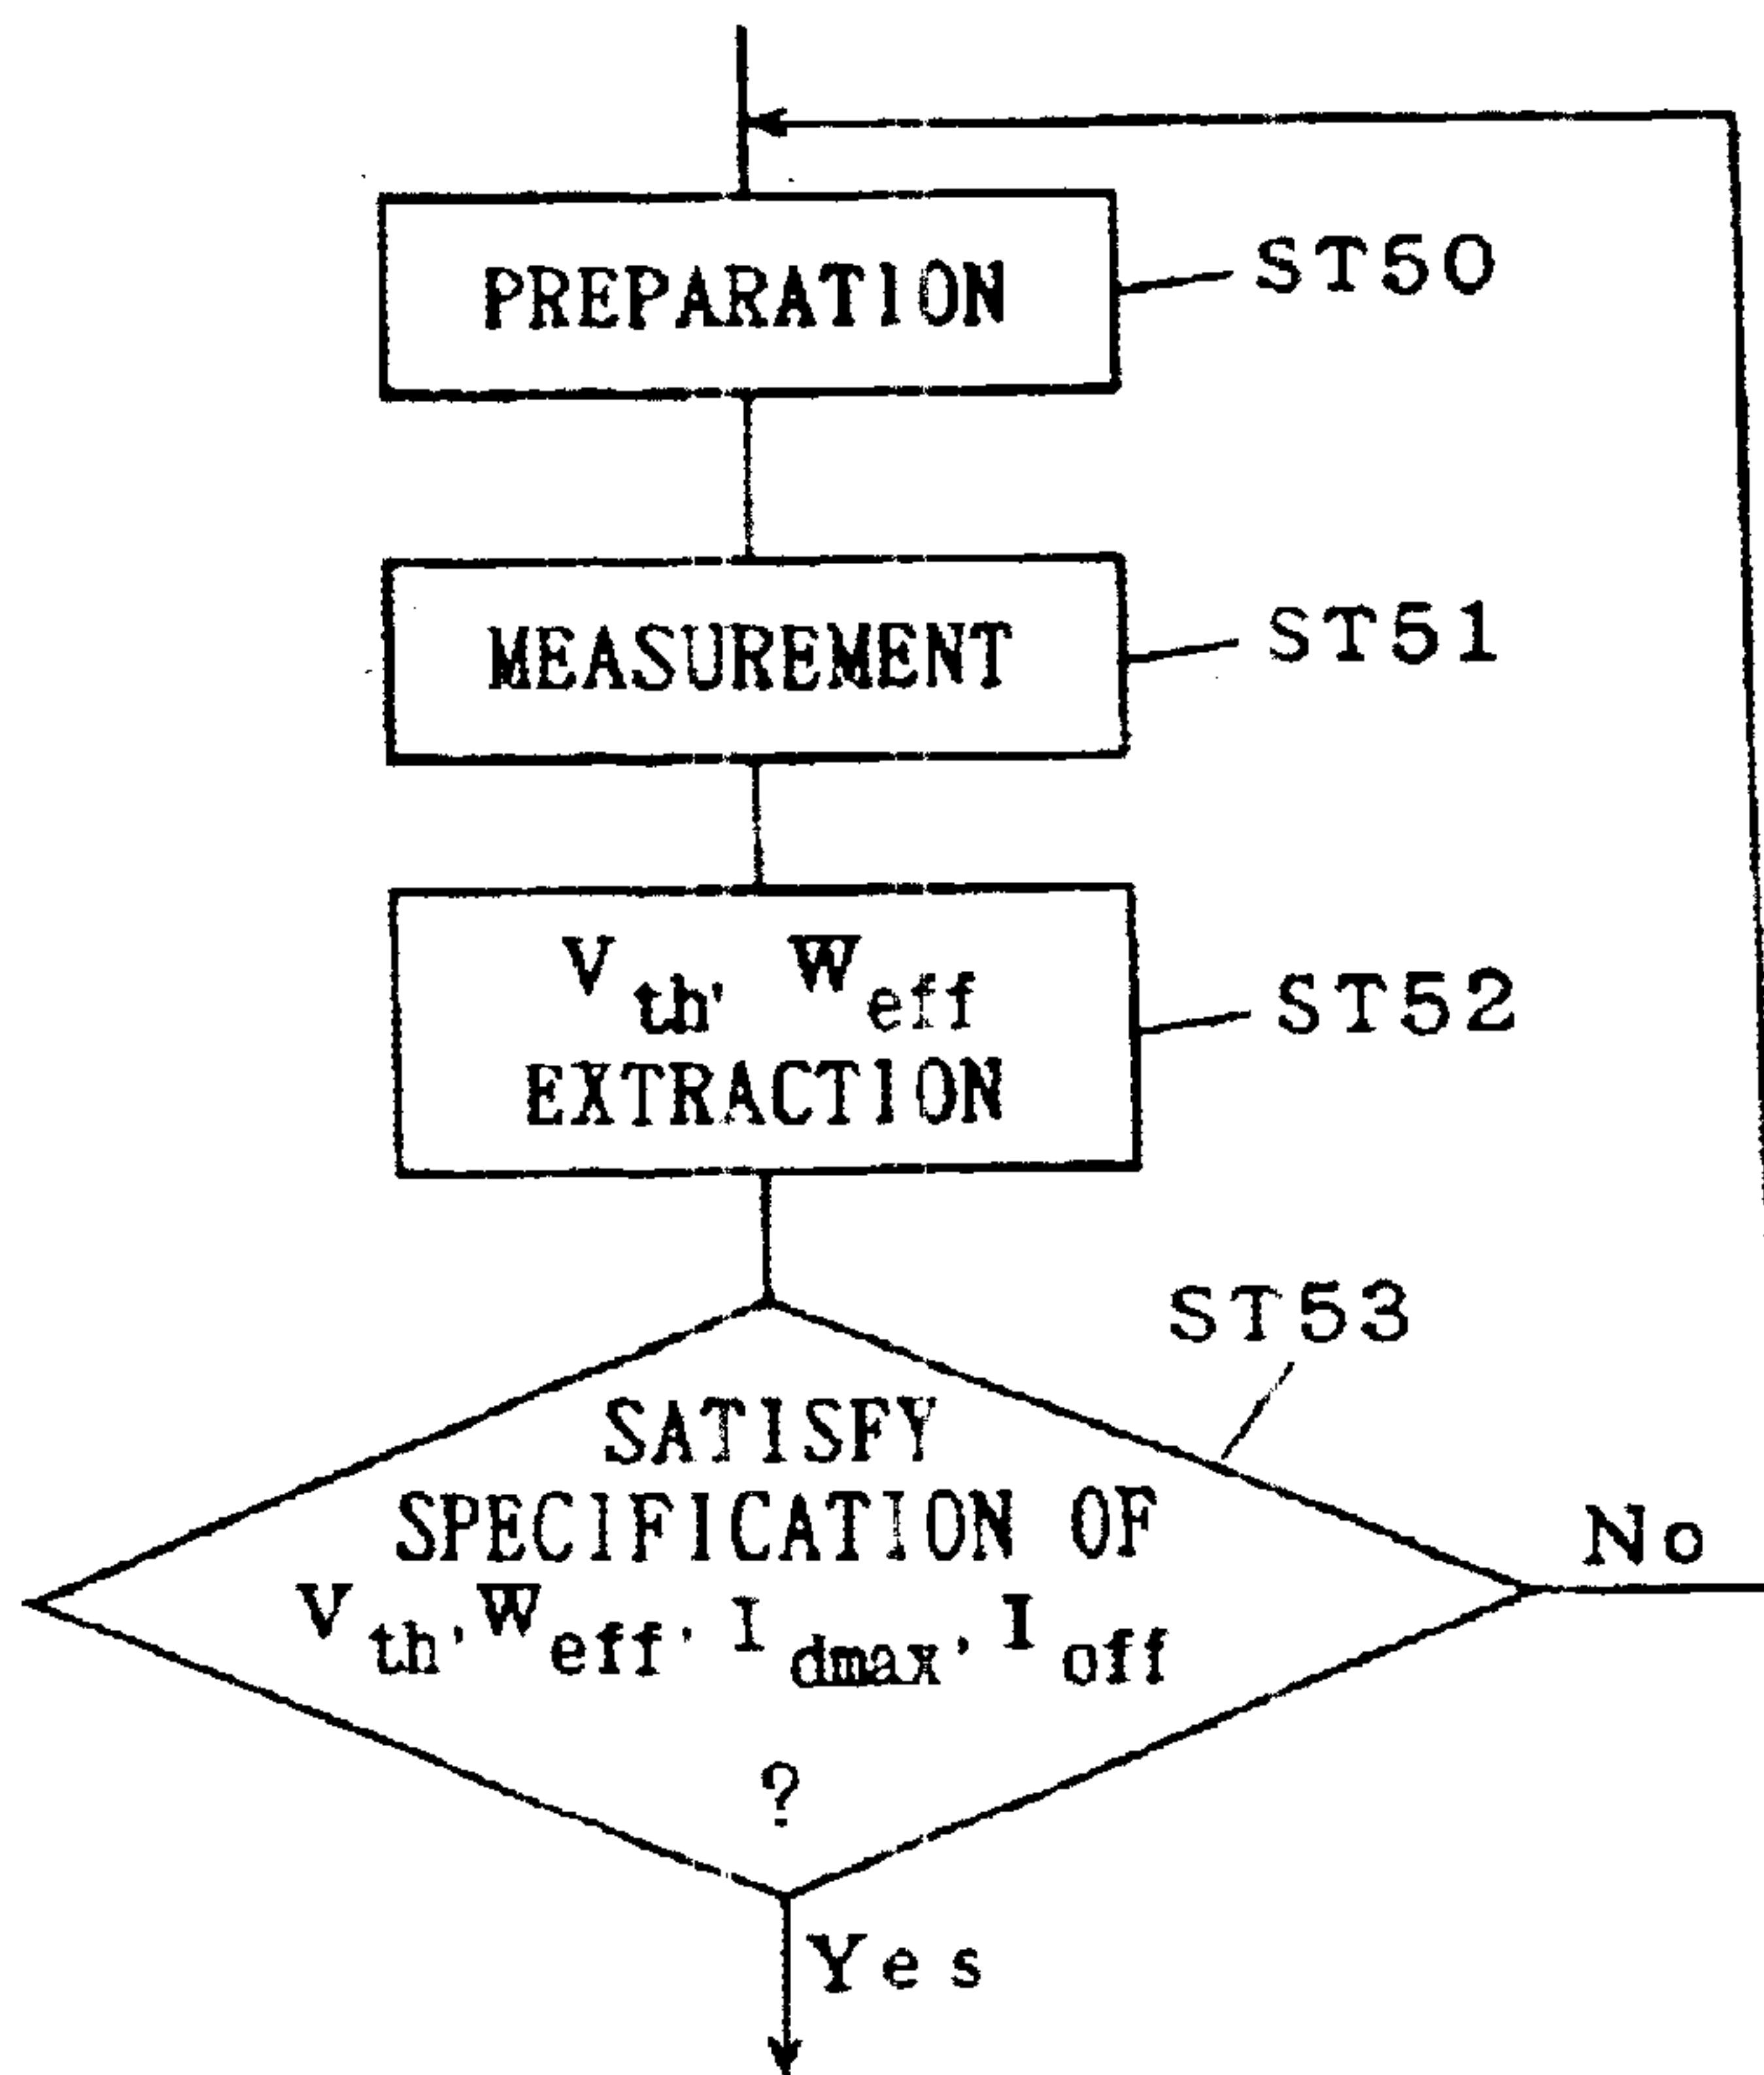 PREPARATION
ST50
MEASUREMENT
ST51
Vth, Weff
EXTRACTION
ST52
ST53
SATISFY
SPECIFICATION OF
Vth, Weff, Idmax, Ioff
?
No
Yes